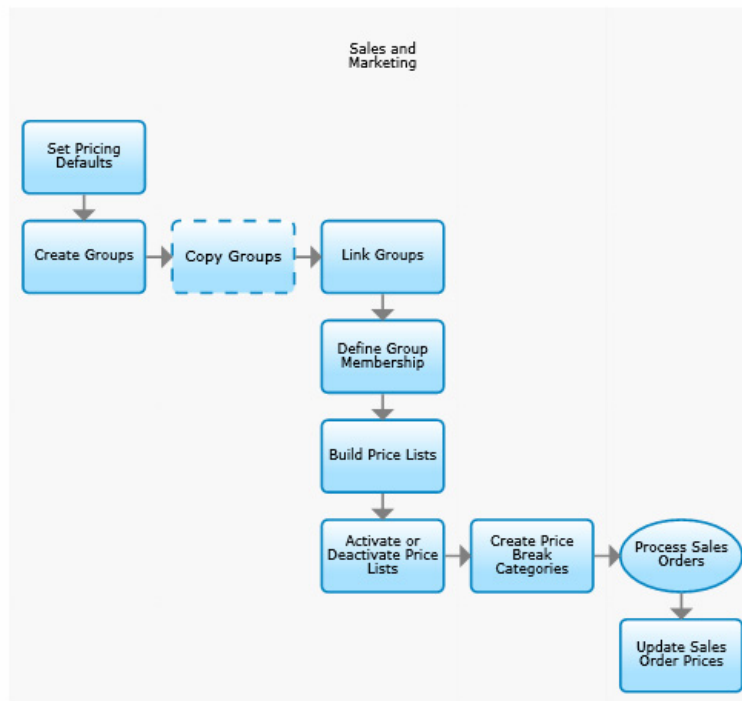 Sales and
Marketing
Set Pricing
Defaults
Create Groups
Copy Groups
Link Groups
Define Group
Membership
Build Price Lists
Activate or
Deactivate Price
Lists
Create Price
Break
Categories
Process Sales
Orders
Update Sales
Order Prices